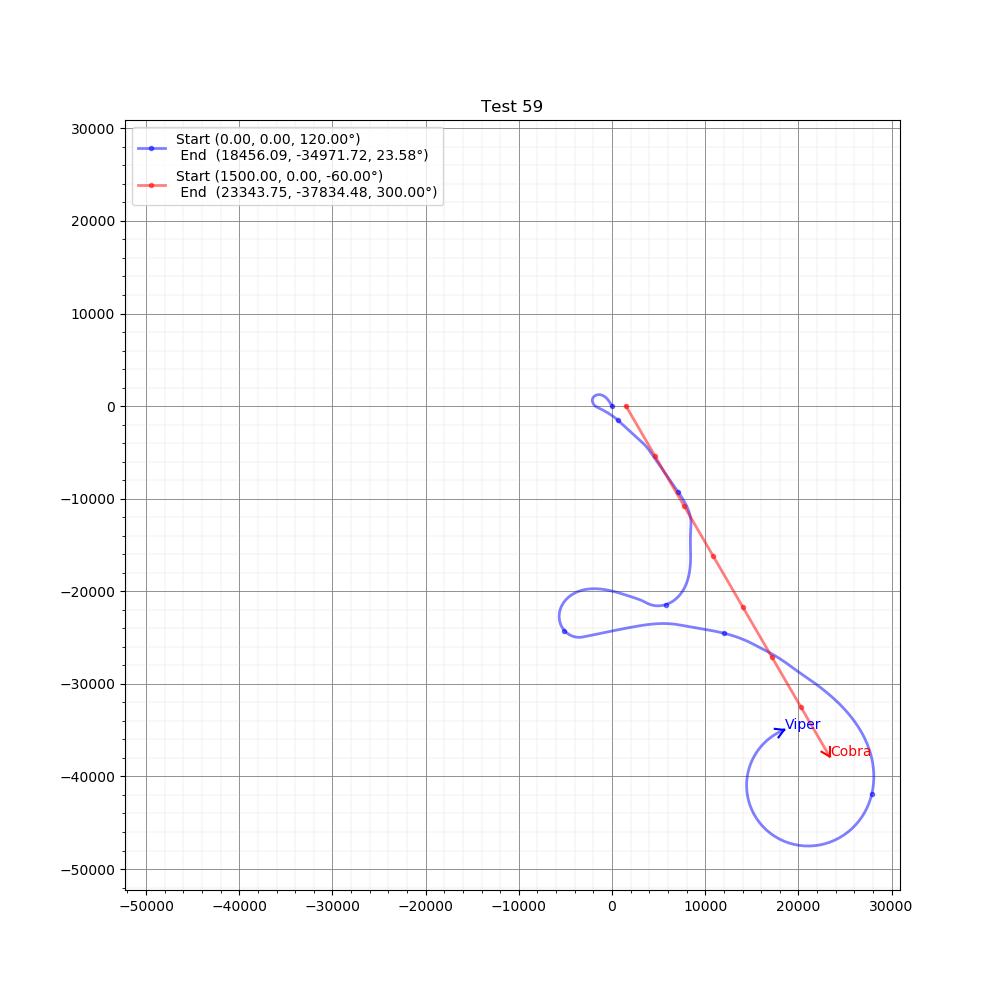 Test 59
Start (0.00, 0.00, 120.00°)
End (18456.09, -34971.72, 23.58°)
Start (1500.00, 0.00, -60.00°)
End (23343.75, -37834.48, 300.00°)
30000
20000
10000
0
−10000
−20000
−30000
−40000
−50000
Viper
Cobra
−50000 −40000 −30000 −20000 −10000 0 10000 20000 30000